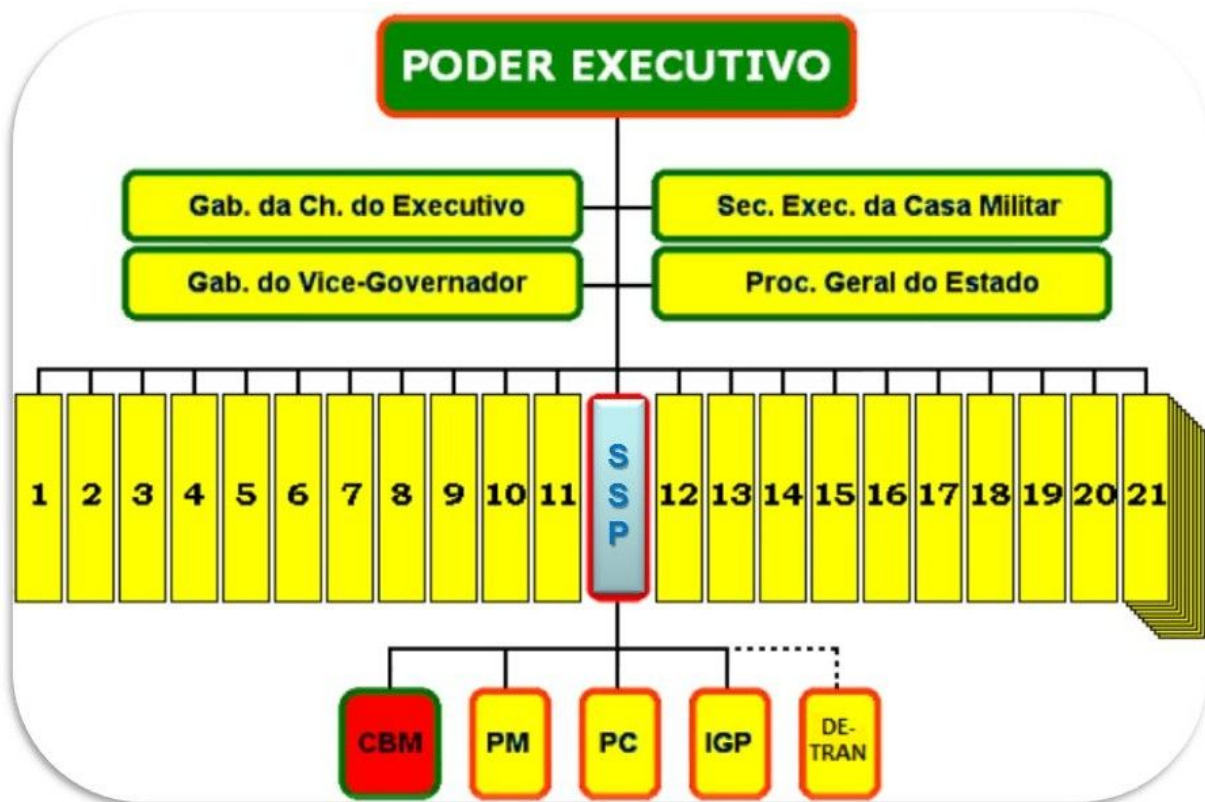 PODER EXECUTIVO
Gab. da Ch. do Executivo
Sec. Exec. da Casa Militar
Gab. do Vice-Governador
Proc. Geral do Estado
1 2 3 4 5 6 7 8 9 10 11 SSP 12 13 14 15 16 17 18 19 20 21
CBM PM PC IGP DE-
TRAN